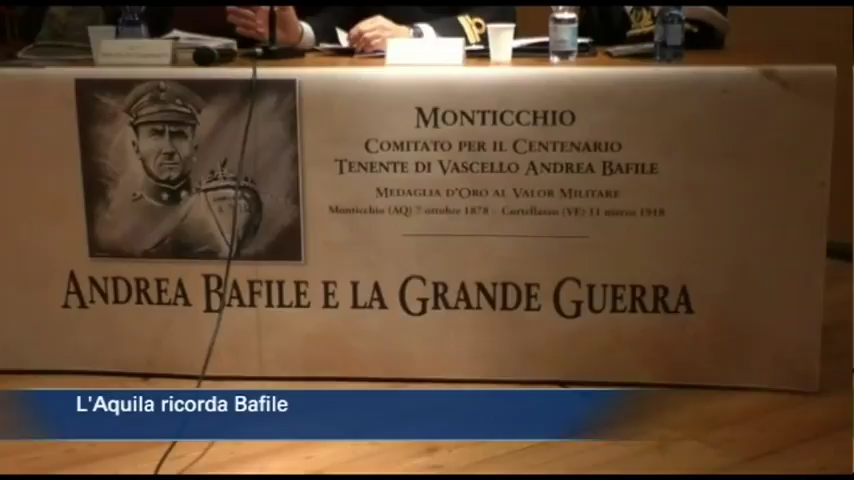 MONTICCHIO
COMITATO PER IL CENTENARIO
TENENTE DI VASCELLO ANDREA BAFILE
MEDAGLIA D'ORO AL VALOR MILITARE
Monticchio (AQ) 7 ottobre 1878 - Cortellazzo (VE) 11 marzo 1918
ANDREA BAFILE E LA GRANDE GUERRA
L'Aquila ricorda Bafile